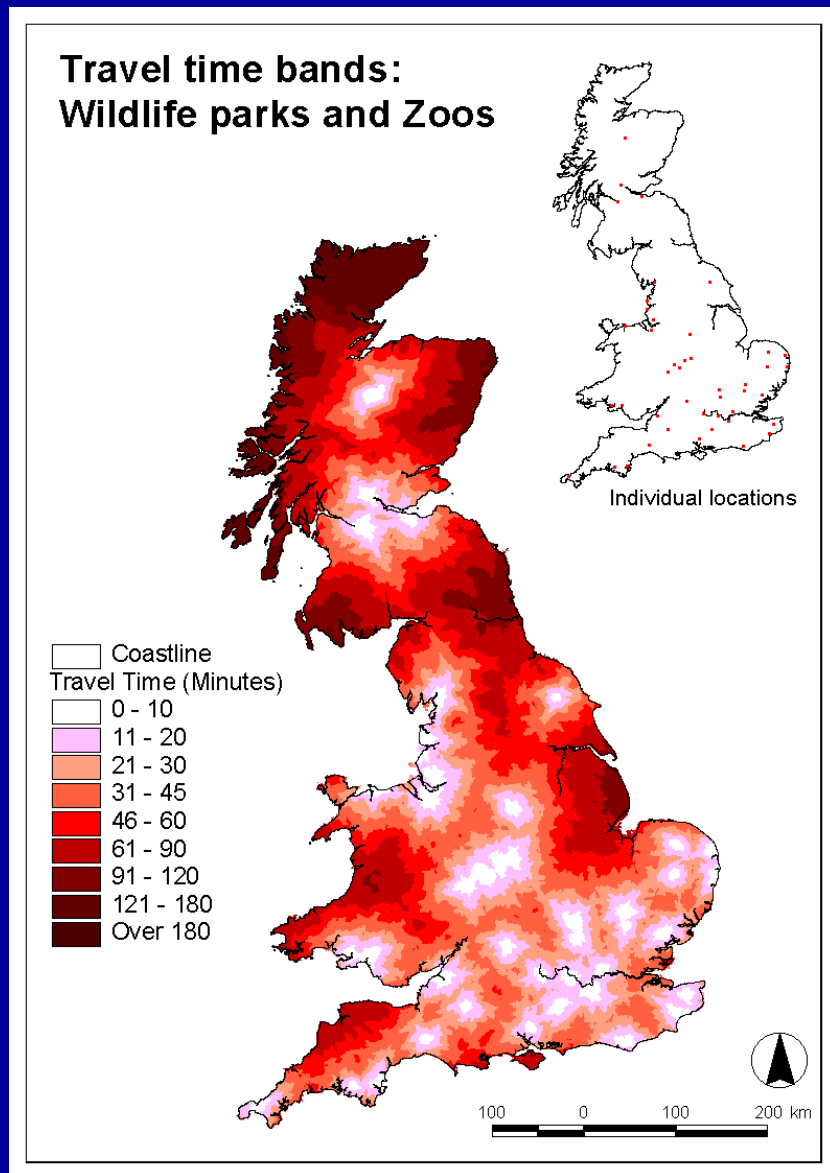 Travel time bands:
Wildlife parks and Zoos
Individual locations
Coastline
Travel Time (Minutes)
0 - 10
11 - 20
21 - 30
31 - 45
46 - 60
61 - 90
91 - 120
121 - 180
Over 180
100 0 100 200 km